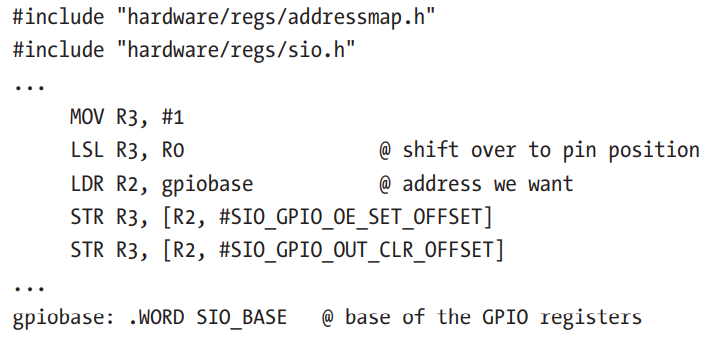 #include "hardware/regs/addressmap.h"
#include "hardware/regs/sio.h"
...
MOV R3, #1
LSL R3, R0 @ shift over to pin position
LDR R2, gpiobase @ address we want
STR R3, [R2, #SIO_GPIO_OE_SET_OFFSET]
STR R3, [R2, #SIO_GPIO_OUT_CLR_OFFSET]
...
gpiobase: .WORD SIO_BASE @ base of the GPIO registers